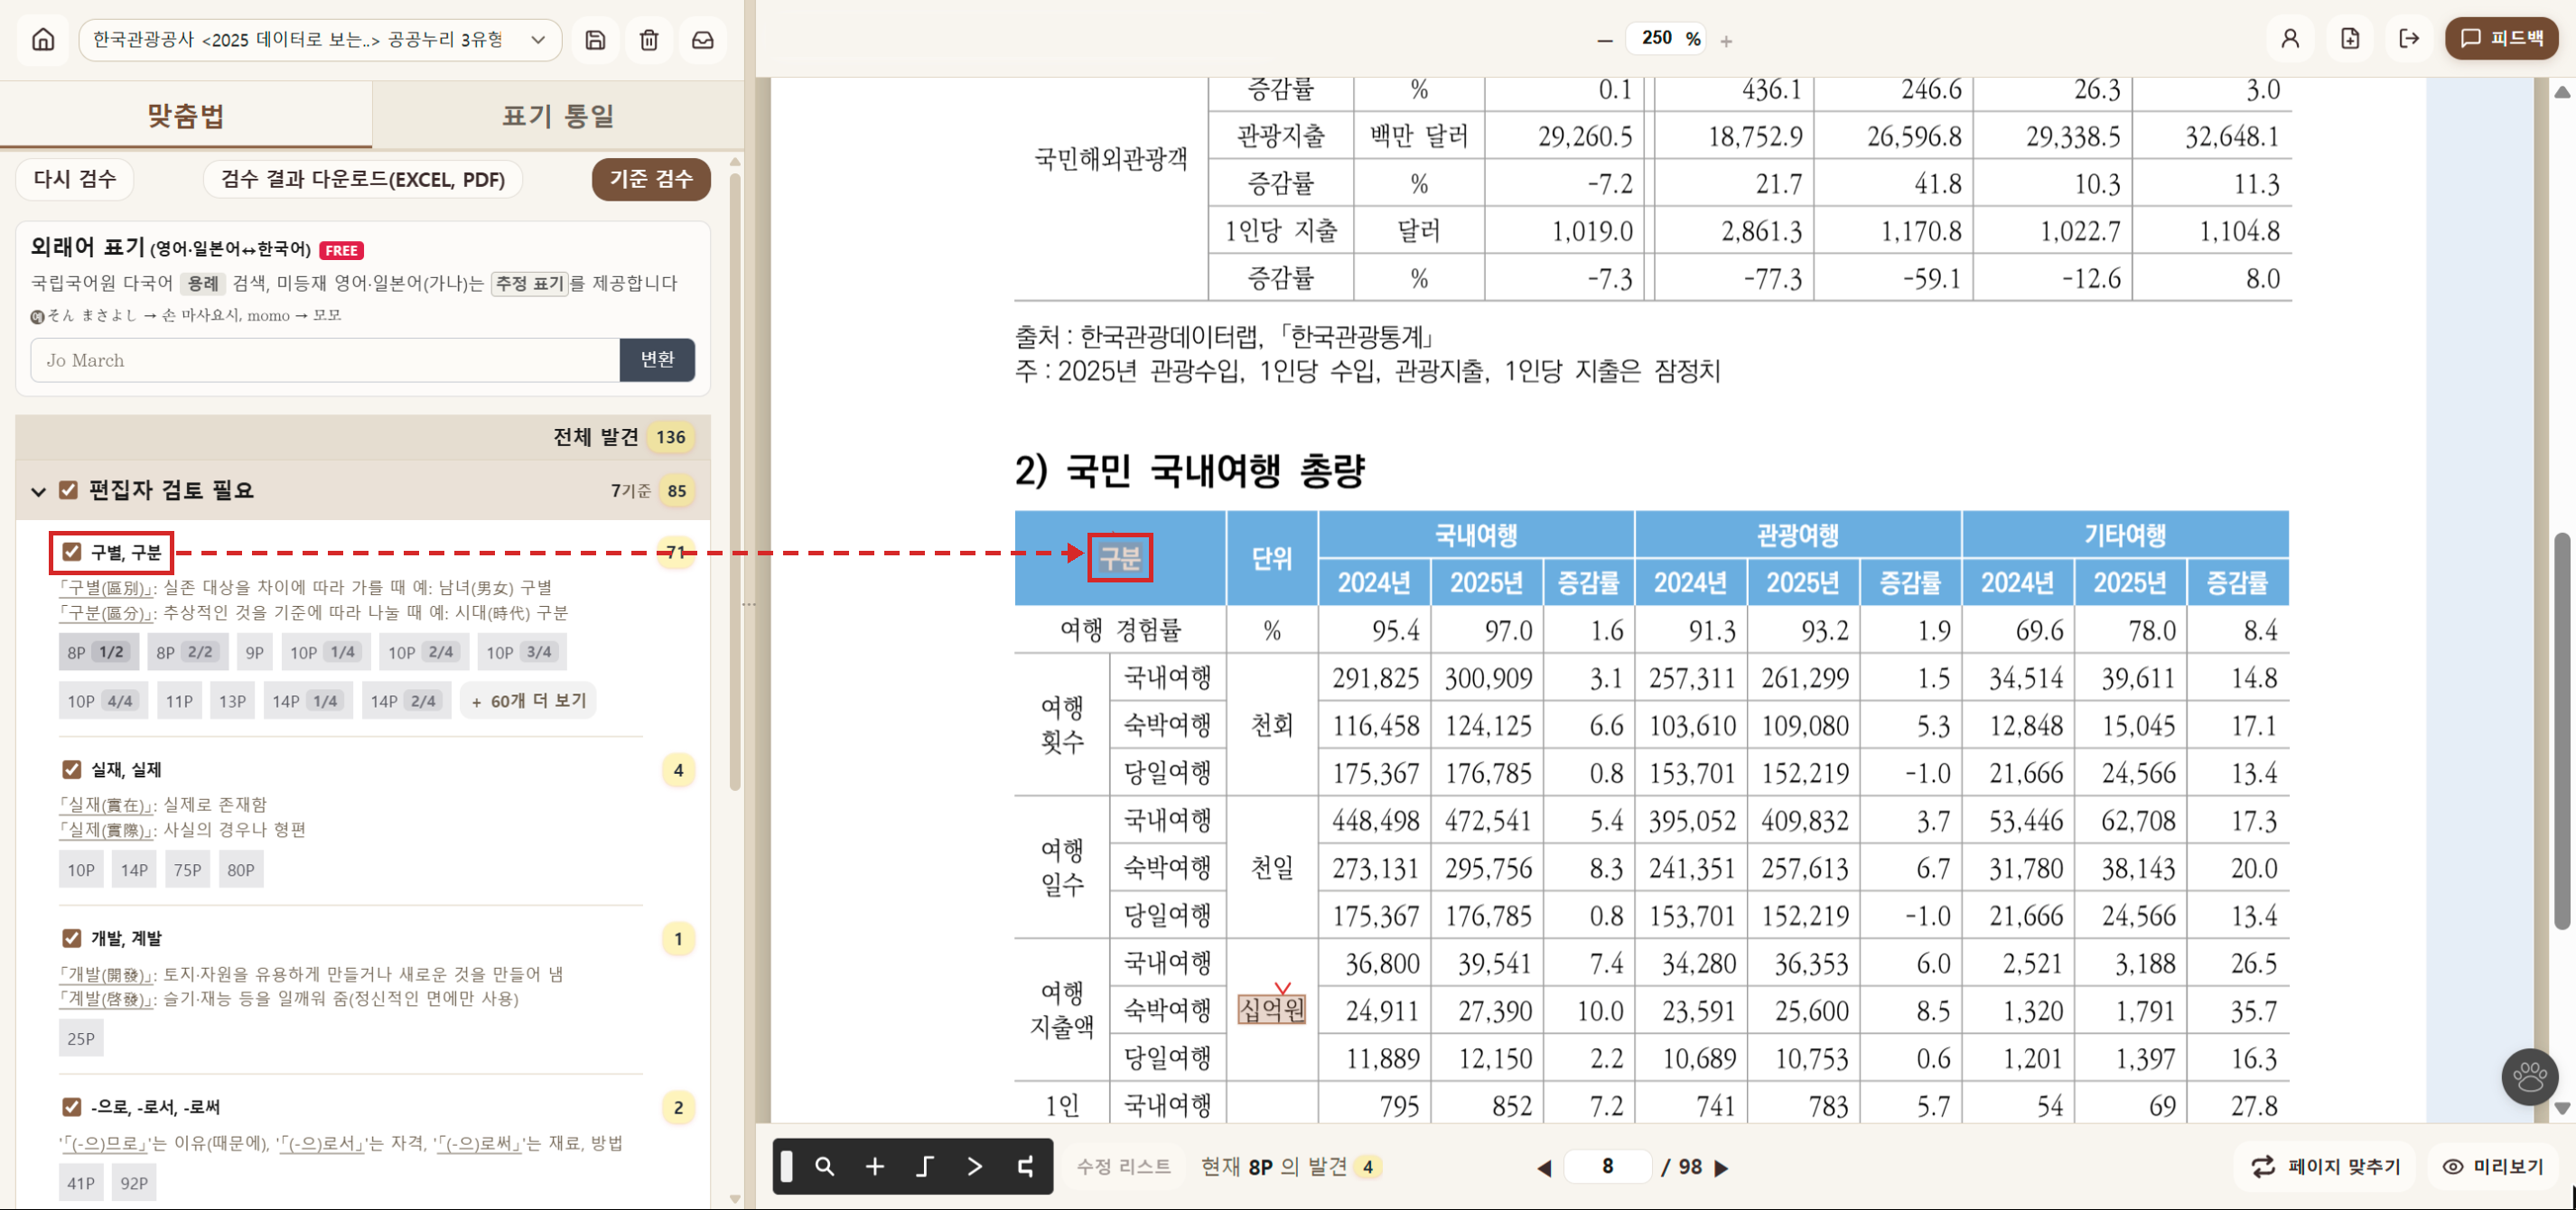 한국관광공사 <2025 데이터로 보는..> 공공누리 3유형
맞춤법
표기 통일
다시 검수
검수 결과 다운로드(EXCEL, PDF)
기준 검수
외래어 표기 (영어·일본어↔한국어) FREE
국립국어원 다국어 용례 검색, 미등재 영어·일본어(가나)는 추정 표기를 제공합니다
예 そん まさよし → 손 마사요시, momo → 모모
Jo March
변환
전체 발견 136
편집자 검토 필요 7기준 85
구별, 구분 71
「구별(區別)」: 실존 대상을 차이에 따라 가를 때 예: 남녀(男女) 구별
「구분(區分)」: 추상적인 것을 기준에 따라 나눌 때 예: 시대(時代) 구분
8P 1/2 8P 2/2 9P 10P 1/4 10P 2/4 10P 3/4
10P 4/4 11P 13P 14P 1/4 14P 2/4 + 60개 더 보기
실재, 실제 4
「실재(實在)」: 실제로 존재함
「실제(實際)」: 사실의 경우나 형편
10P 14P 75P 80P
개발, 계발 1
「개발(開發)」: 토지·자원을 유용하게 만들거나 새로운 것을 만들어 냄
「계발(啓發)」: 슬기·재능 등을 일깨워 줌(정신적인 면에만 사용)
25P
-으로, -로서, -로써 2
'「(-으)므로」'는 이유(때문에), '「(-으)로서」'는 자격, '「(-으)로써」'는 재료, 방법
41P 92P
250 %
피드백
증감률 % 0.1 436.1 246.6 26.3 3.0
국민해외관광객
관광지출 백만 달러 29,260.5 18,752.9 26,596.8 29,338.5 32,648.1
증감률 % -7.2 21.7 41.8 10.3 11.3
1인당 지출 달러 1,019.0 2,861.3 1,170.8 1,022.7 1,104.8
증감률 % -7.3 -77.3 -59.1 -12.6 8.0
출처 : 한국관광데이터랩, 「한국관광통계」
주 : 2025년 관광수입, 1인당 수입, 관광지출, 1인당 지출은 잠정치
2) 국민 국내여행 총량
구분 단위 국내여행 관광여행 기타여행
2024년 2025년 증감률 2024년 2025년 증감률 2024년 2025년 증감률
여행 경험률 % 95.4 97.0 1.6 91.3 93.2 1.9 69.6 78.0 8.4
여행 횟수 천회
국내여행 291,825 300,909 3.1 257,311 261,299 1.5 34,514 39,611 14.8
숙박여행 116,458 124,125 6.6 103,610 109,080 5.3 12,848 15,045 17.1
당일여행 175,367 176,785 0.8 153,701 152,219 -1.0 21,666 24,566 13.4
여행 일수 천일
국내여행 448,498 472,541 5.4 395,052 409,832 3.7 53,446 62,708 17.3
숙박여행 273,131 295,756 8.3 241,351 257,613 6.7 31,780 38,143 20.0
당일여행 175,367 176,785 0.8 153,701 152,219 -1.0 21,666 24,566 13.4
여행 지출액 십억원
국내여행 36,800 39,541 7.4 34,280 36,353 6.0 2,521 3,188 26.5
숙박여행 24,911 27,390 10.0 23,591 25,600 8.5 1,320 1,791 35.7
당일여행 11,889 12,150 2.2 10,689 10,753 0.6 1,201 1,397 16.3
1인 국내여행 795 852 7.2 741 783 5.7 54 69 27.8
수정 리스트
현재 8P 의 발견 4
8 / 98
페이지 맞추기
미리보기